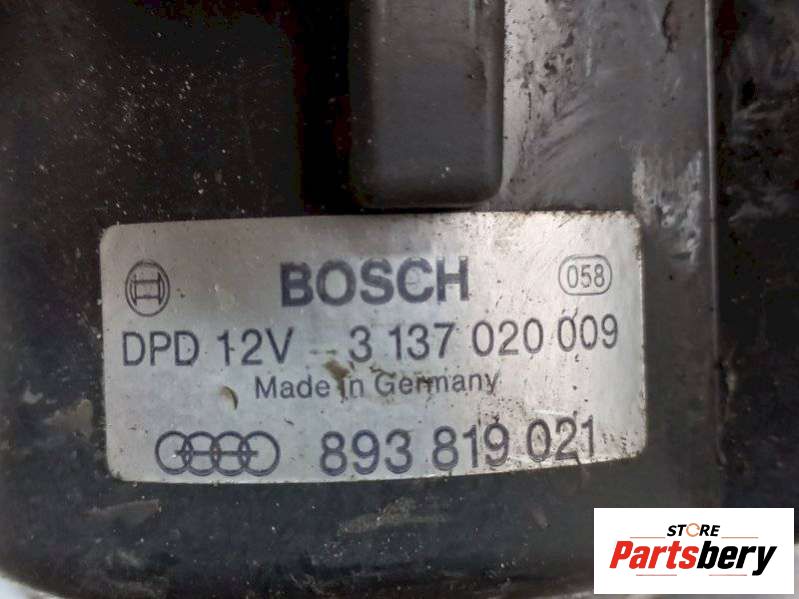 BOSCH 058
DPD 12V 3 137 020 009
Made in Germany
893 819 021
STORE
Partsbery